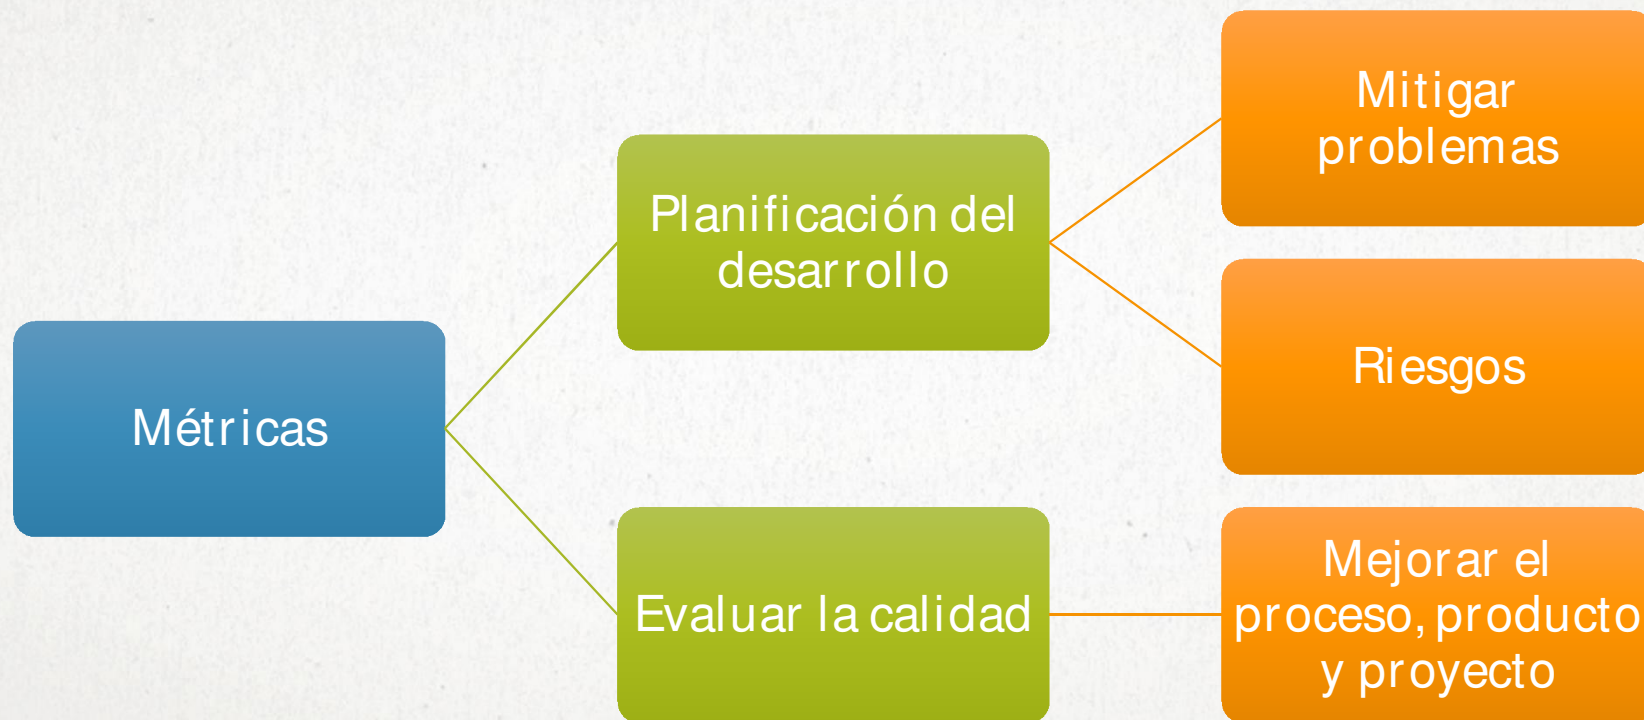 Métricas
Planificación del
desarrollo
Evaluar la calidad
Mitigar
problemas
Riesgos
Mejorar el
proceso, producto
y proyecto